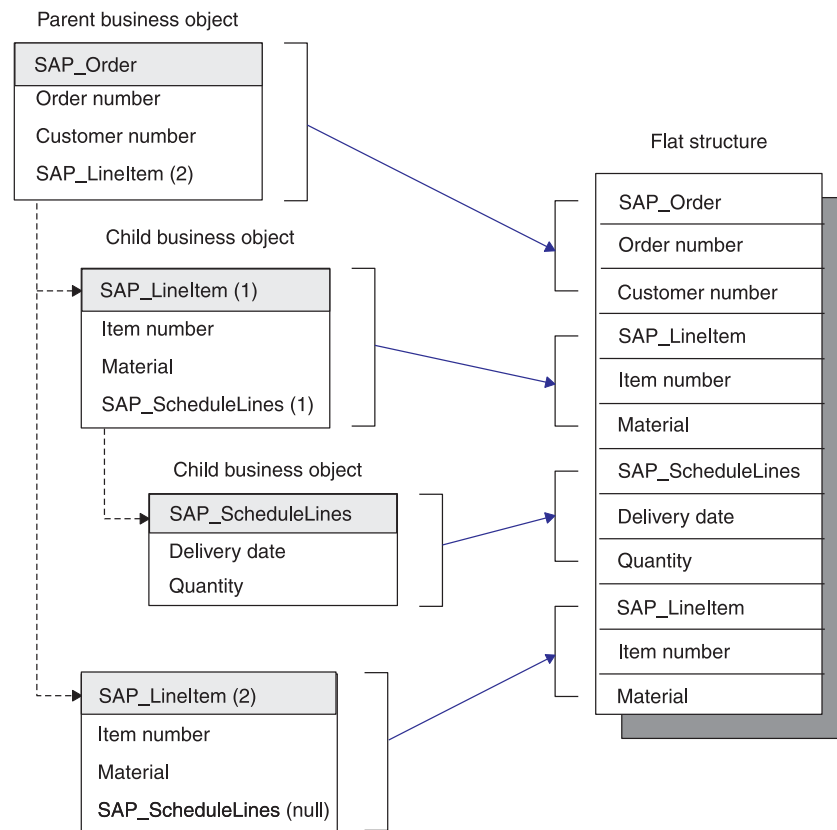 Parent business object
SAP_Order
Order number
Customer number
SAP_LineItem (2)
Child business object
SAP_LineItem (1)
Item number
Material
SAP_ScheduleLines (1)
Child business object
SAP_ScheduleLines
Delivery date
Quantity
SAP_LineItem (2)
Item number
Material
SAP_ScheduleLines (null)
Flat structure
SAP_Order
Order number
Customer number
SAP_LineItem
Item number
Material
SAP_ScheduleLines
Delivery date
Quantity
SAP_LineItem
Item number
Material